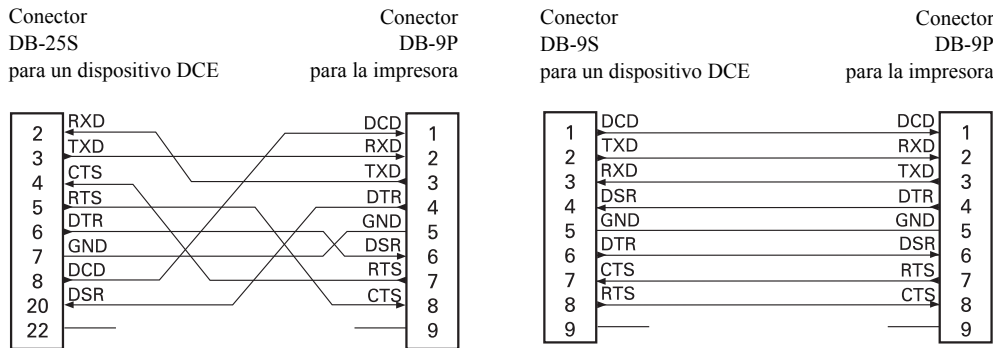 Conector
DB-25S
para un dispositivo DCE
Conector
DB-9P
para la impresora
2 RXD DCD 1
3 TXD RXD 2
4 CTS TXD 3
5 RTS DTR 4
6 DTR GND 5
7 GND DSR 6
8 DCD RTS 7
20 DSR CTS 8
22 9
Conector
DB-9S
para un dispositivo DCE
Conector
DB-9P
para la impresora
1 DCD DCD 1
2 TXD RXD 2
3 RXD TXD 3
4 DSR DTR 4
5 GND GND 5
6 DTR DSR 6
7 CTS RTS 7
8 RTS CTS 8
9 9